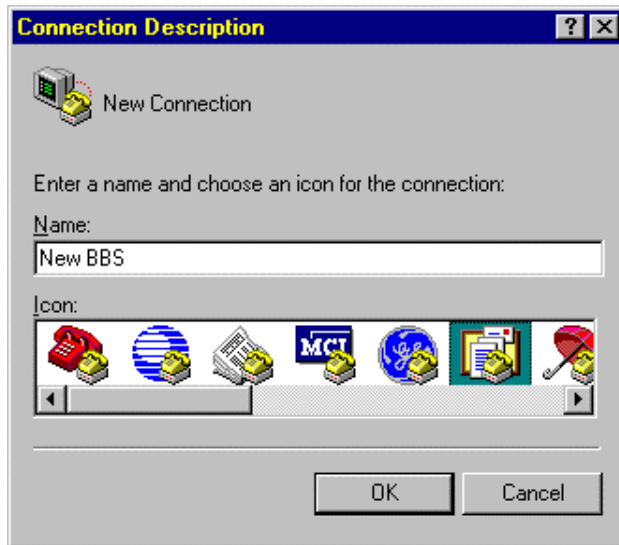 Connection Description
New Connection
Enter a name and choose an icon for the connection:
Name:
New BBS
Icon:
MCI
OK Cancel